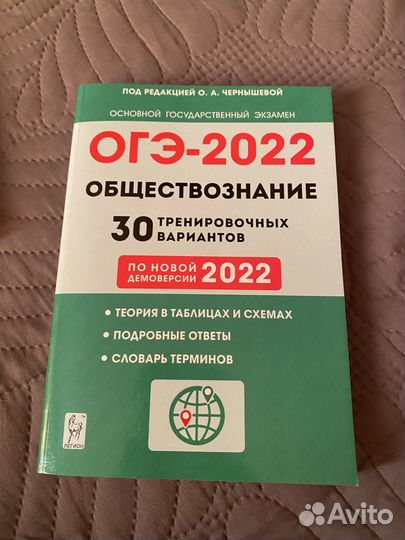 ПОД РЕДАКЦИЕЙ О. А. ЧЕРНЫШЕВОЙ
ОСНОВНОЙ ГОСУДАРСТВЕННЫЙ ЭКЗАМЕН
ОГЭ-2022
ОБЩЕСТВОЗНАНИЕ
30 ТРЕНИРОВОЧНЫХ
ВАРИАНТОВ
ПО НОВОЙ
ДЕМОВЕРСИИ 2022
• ТЕОРИЯ В ТАБЛИЦАХ И СХЕМАХ
• ПОДРОБНЫЕ ОТВЕТЫ
• СЛОВАРЬ ТЕРМИНОВ
ЛЕГИОН
Avito